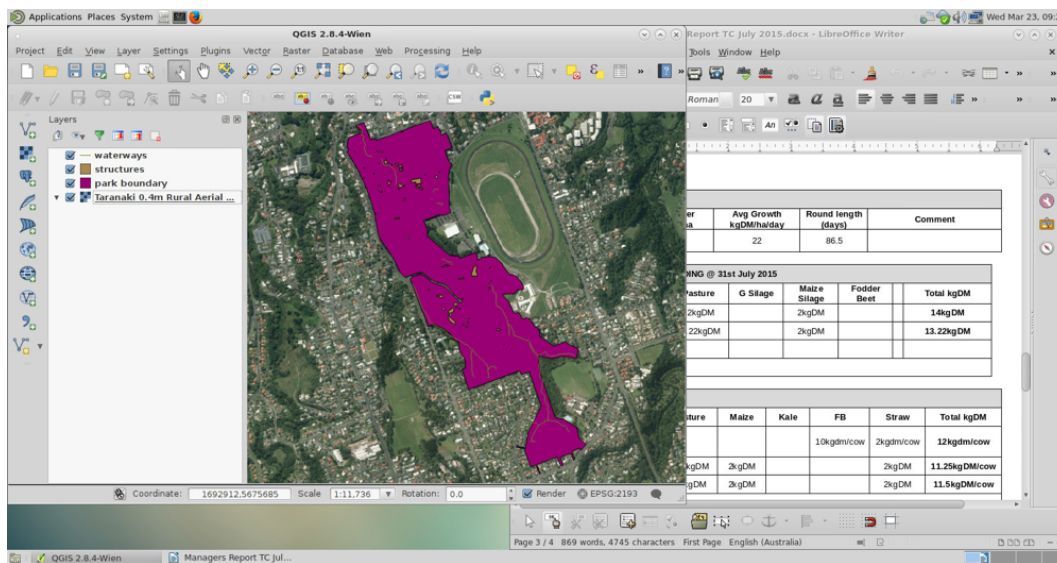 Applications Places System
Wed Mar 23, 09:
QGIS 2.8.4-Wien
Project Edit View Layer Settings Plugins Vector Raster Database Web Processing Help
CSW
Layers
waterways
structures
park boundary
Taranaki 0.4m Rural Aerial ...
Coordinate: 1692912,5675685 Scale 1:11,736 Rotation: 0.0 Render EPSG:2193
Report TC July 2015.docx - LibreOffice Writer
Tools Window Help
Roman 20
Avg Growth kgDM/ha/day Round length (days) Comment
22 86.5
DING @ 31st July 2015
Pasture G Silage Maize Silage Fodder Beet Total kgDM
2kgDM 2kgDM 14kgDM
22kgDM 2kgDM 13.22kgDM
sture Maize Kale FB Straw Total kgDM
10kgdm/cow 2kgdm/cow 12kgdm/cow
kgDM 2kgDM 2kgDM 11.25kgDM/cow
gDM 2kgDM 2kgDM 11.5kgDM/cow
Page 3 / 4 869 words, 4745 characters First Page English (Australia)
QGIS 2.8.4-Wien Managers Report TC Jul...